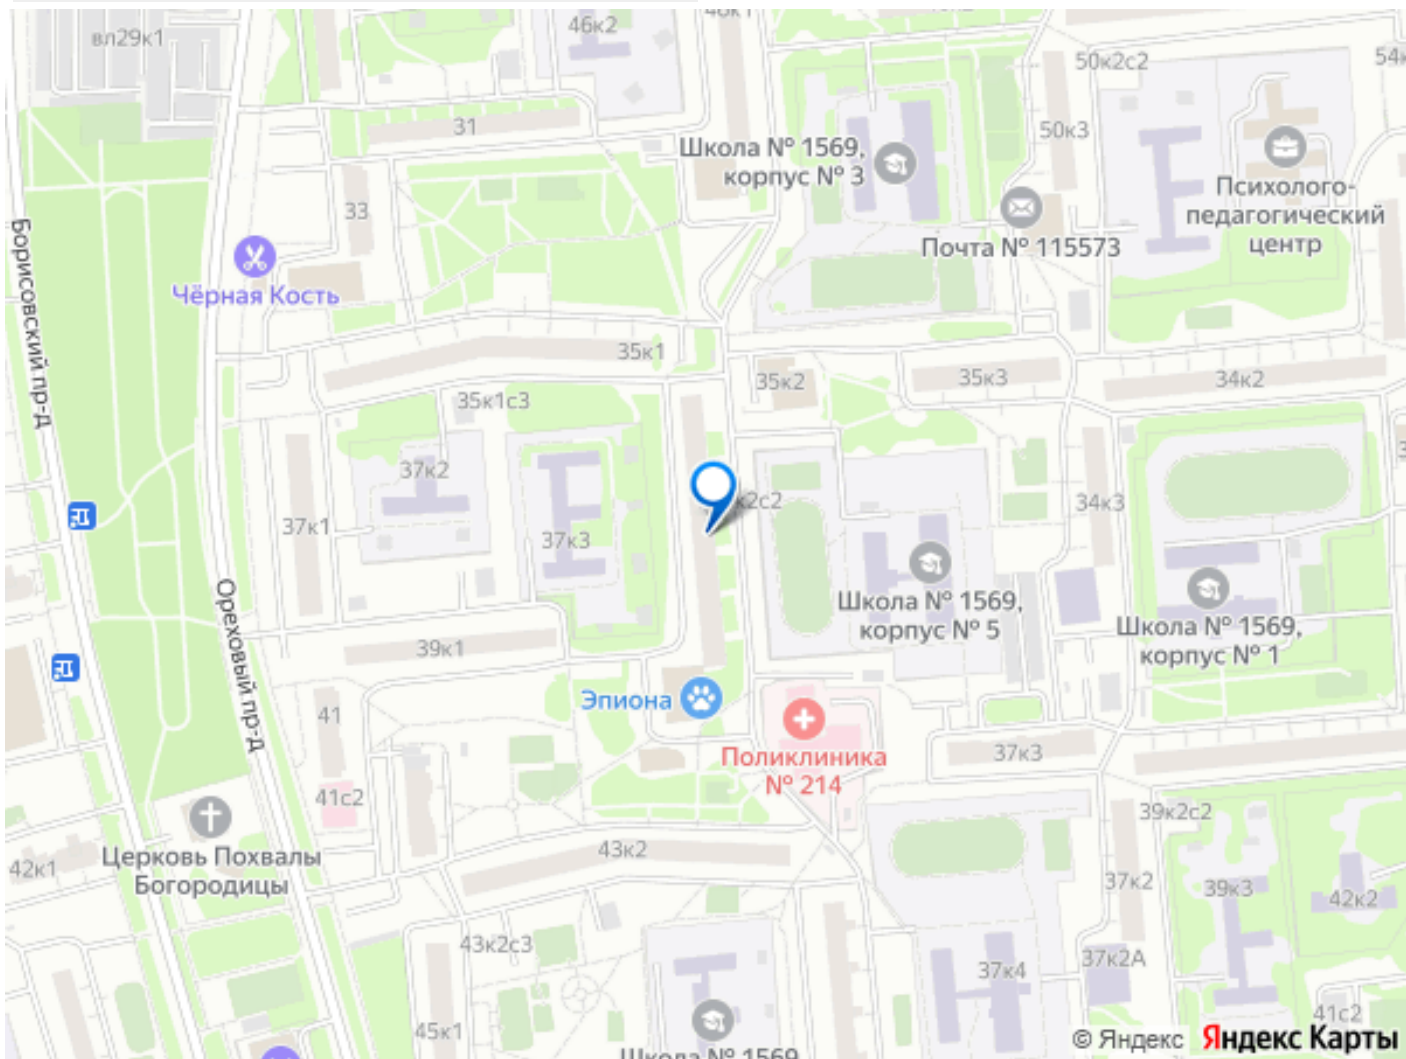 вл29к1
46к2
50к2с2
31
50к3
Школа № 1569,
корпус № 3
Психолого-
педагогический
центр
33
Почта № 115573
Чёрная Кость
Борисовский пр-д
35к1
35к2
35к3
34к2
35к1с3
37к2
к2с2
37к1
37к3
34к3
Ореховый пр-д
Школа № 1569,
корпус № 5
Школа № 1569,
корпус № 1
39к1
Эпиона
41
Поликлиника
№ 214
37к3
41с2
39к2с2
Церковь Похвалы
Богородицы
42к1
43к2
37к2
39к3
42к2
43к2с3
37к4
37к2А
45к1
41с2
Школа № 1569
© Яндекс Яндекс Карты